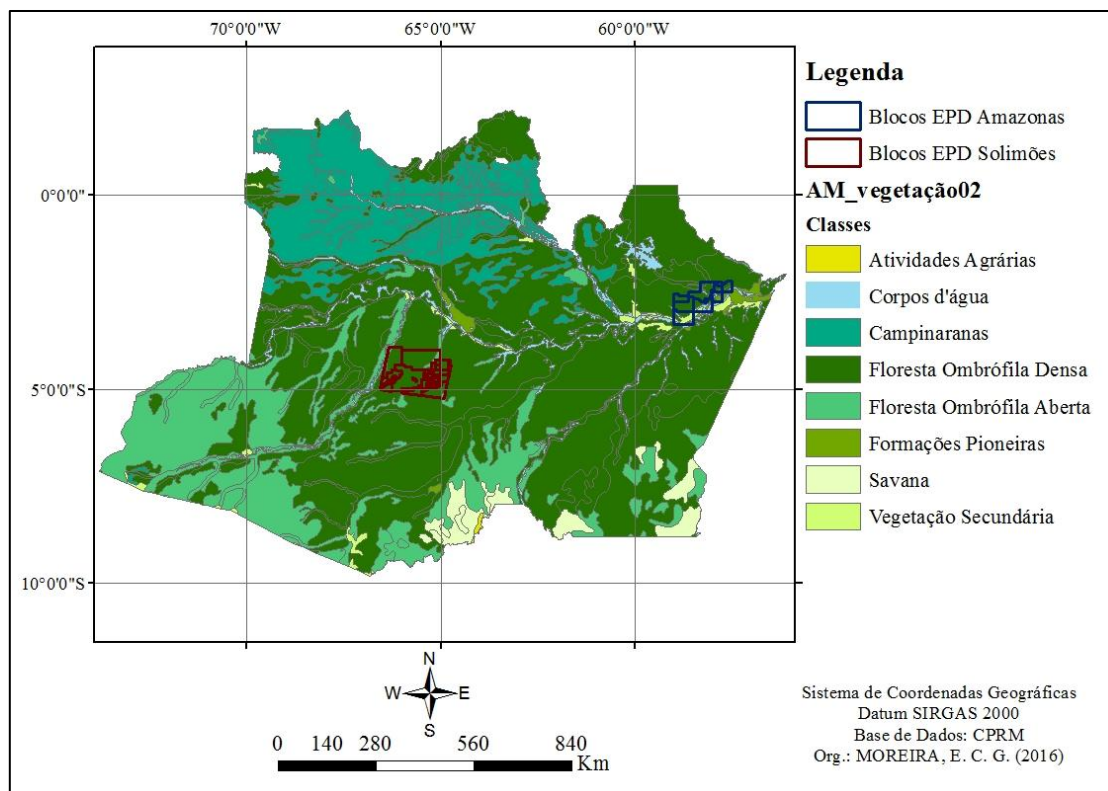 70°0'0"W
65°0'0"W
60°0'0"W
0°0'0"
5°0'0"S
10°0'0"S
Legenda
Blocos EPD Amazonas
Blocos EPD Solimões
AM_vegetação02
Classes
Atividades Agrárias
Corpos d'água
Campinaranas
Floresta Ombrófila Densa
Floresta Ombrófila Aberta
Formações Pioneiras
Savana
Vegetação Secundária
N
W E
S
0 140 280 560 840
Km
Sistema de Coordenadas Geográficas
Datum SIRGAS 2000
Base de Dados: CPRM
Org.: MOREIRA, E. C. G. (2016)